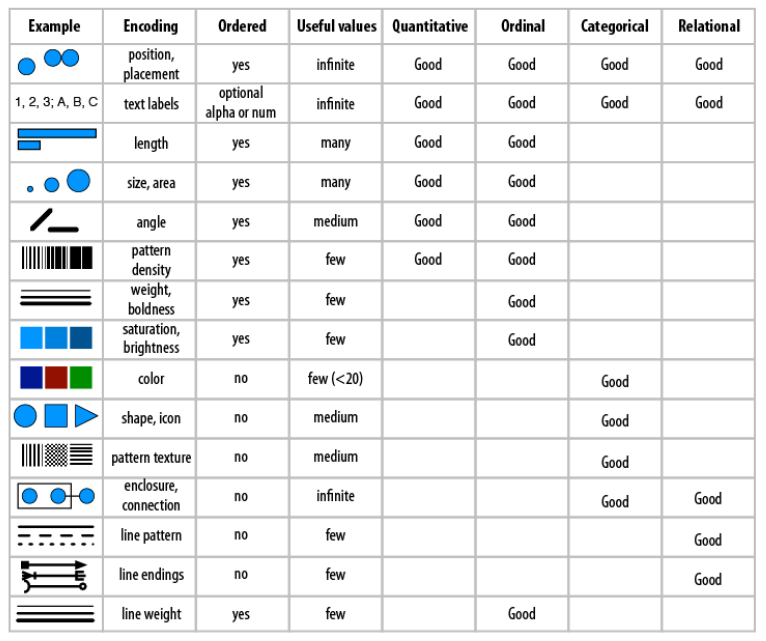 Example Encoding Ordered Useful values Quantitative Ordinal Categorical Relational
position, placement yes infinite Good Good Good Good
1, 2, 3; A, B, C text labels optional alpha or num infinite Good Good Good Good
length yes many Good Good
size, area yes many Good Good
angle yes medium Good Good
pattern density yes few Good Good
weight, boldness yes few Good
saturation, brightness yes few Good
color no few (<20) Good
shape, icon no medium Good
pattern texture no medium Good
enclosure, connection no infinite Good Good
line pattern no few Good
line endings no few Good
line weight yes few Good